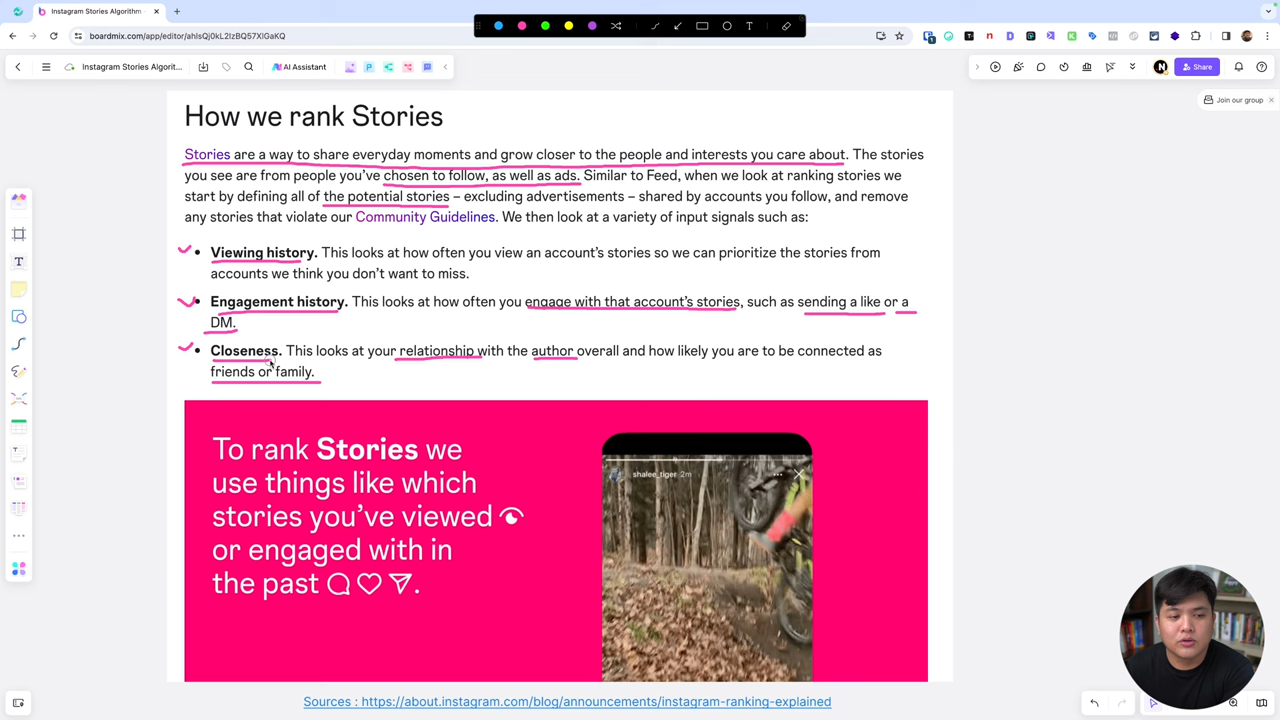 Instagram Stories Algorithm -
boardmix.com/app/editor/ahlsQj0kL2IzBQ57XIGaKQ
Instagram Stories Algorit...
AI Assistant
Share
Join our group
How we rank Stories
Stories are a way to share everyday moments and grow closer to the people and interests you care about. The stories
you see are from people you’ve chosen to follow, as well as ads. Similar to Feed, when we look at ranking stories we
start by defining all of the potential stories – excluding advertisements – shared by accounts you follow, and remove
any stories that violate our Community Guidelines. We then look at a variety of input signals such as:
• Viewing history. This looks at how often you view an account’s stories so we can prioritize the stories from
accounts we think you don’t want to miss.
• Engagement history. This looks at how often you engage with that account’s stories, such as sending a like or a
DM.
• Closeness. This looks at your relationship with the author overall and how likely you are to be connected as
friends or family.
To rank Stories we
use things like which
stories you’ve viewed
or engaged with in
the past
shalee_tiger 2m
Sources : https://about.instagram.com/blog/announcements/instagram-ranking-explained